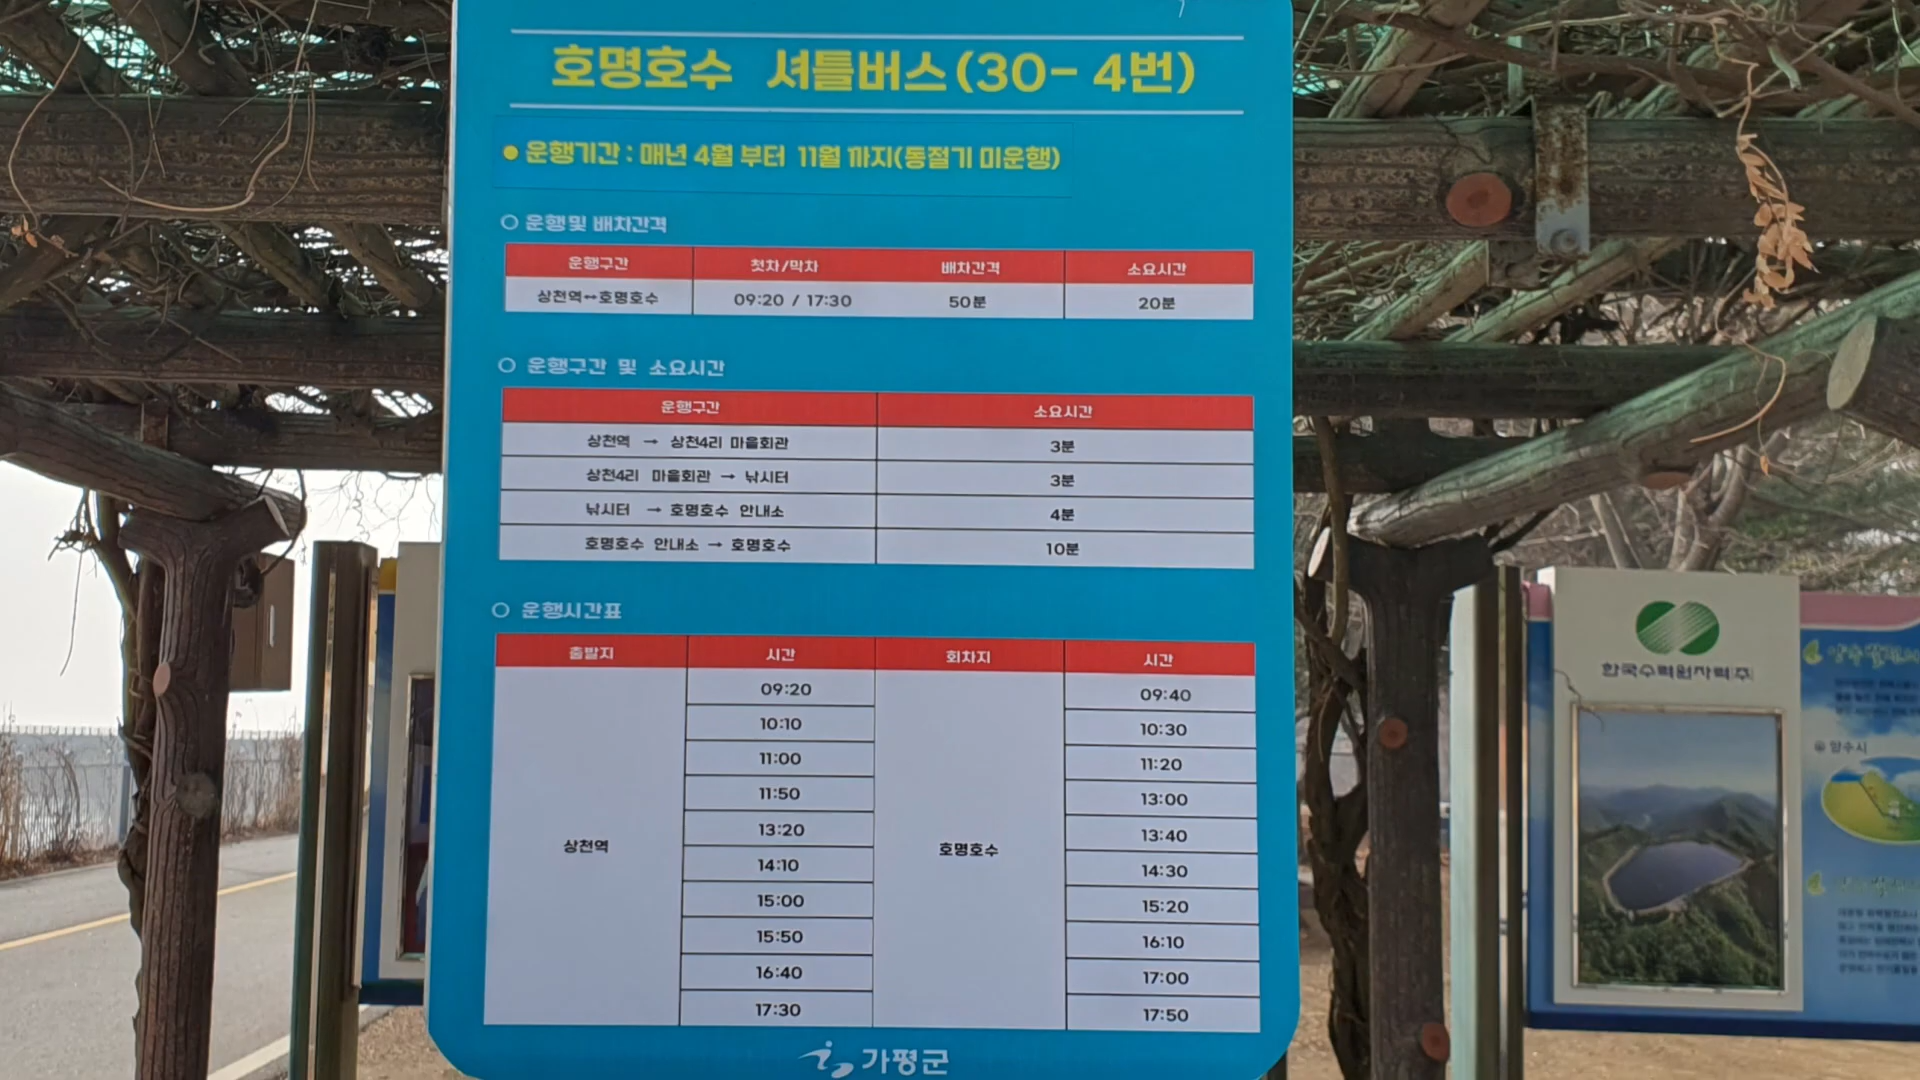 호명호수 셔틀버스(30- 4번)
● 운행기간 : 매년 4월 부터 11월 까지(동절기 미운행)
○ 운행및 배차간격
운행구간 첫차/막차 배차간격 소요시간
상천역↔호명호수 09:20 / 17:30 50분 20분
○ 운행구간 및 소요시간
운행구간 소요시간
상천역 → 상천4리 마을회관 3분
상천4리 마을회관 → 낚시터 3분
낚시터 → 호명호수 안내소 4분
호명호수 안내소 → 호명호수 10분
○ 운행시간표
출발지 시간 회차지 시간
09:20 09:40
10:10 10:30
11:00 11:20
11:50 13:00
13:20 13:40
상천역 호명호수
14:10 14:30
15:00 15:20
15:50 16:10
16:40 17:00
17:30 17:50
가평군
한국수력원자력(주)
양수시